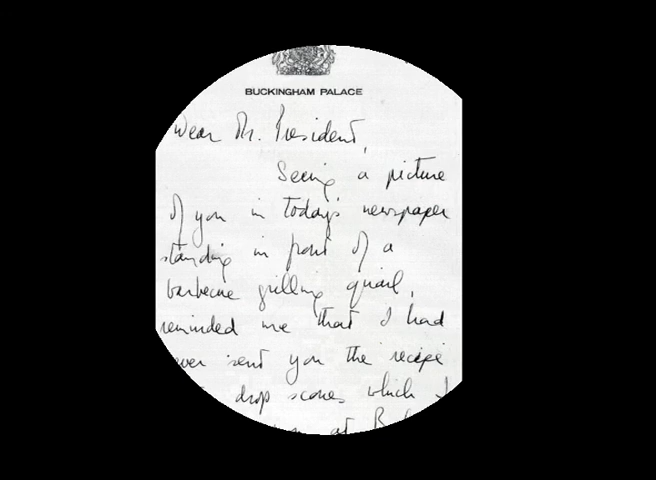 BUCKINGHAM PALACE
Dear Mr. President,
Seeing a picture
of you in today's newspaper
standing in front of a
barbecue grilling quail,
reminded me that I had
never sent you the recipe
drop scones which I
at